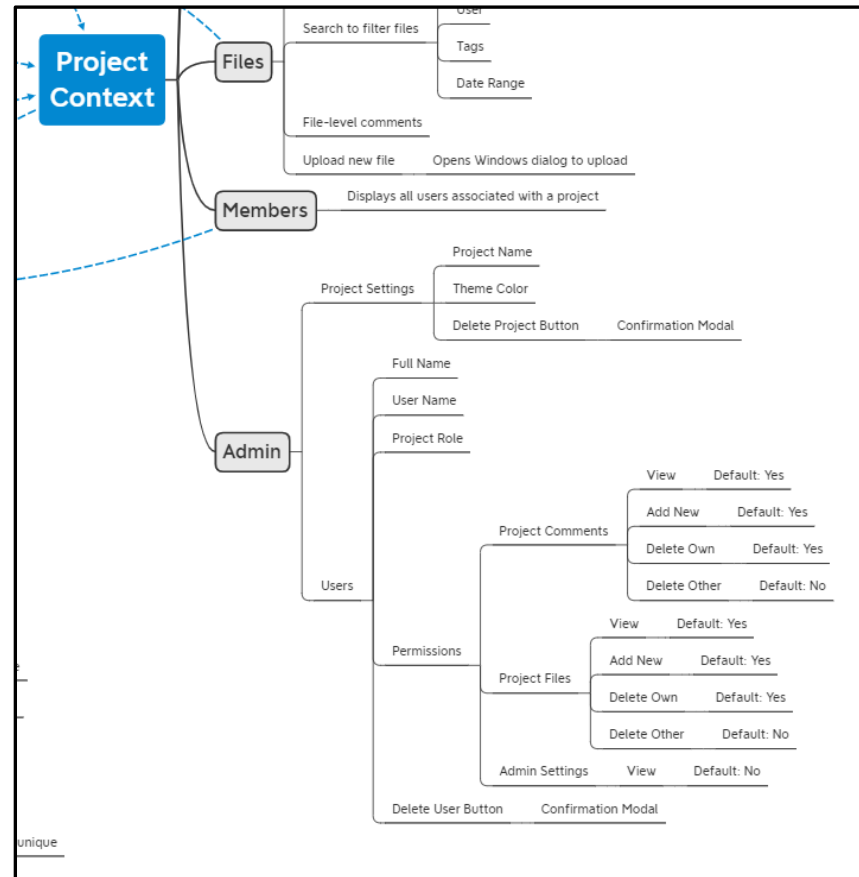 User
Search to filter files
Tags
Date Range
Project
Context
Files
File-level comments
Upload new file Opens Windows dialog to upload
Members
Displays all users associated with a project
Project Settings
Project Name
Theme Color
Delete Project Button Confirmation Modal
Admin
Full Name
User Name
Project Role
Users
Permissions
Project Comments
View Default: Yes
Add New Default: Yes
Delete Own Default: Yes
Delete Other Default: No
Project Files
View Default: Yes
Add New Default: Yes
Delete Own Default: Yes
Delete Other Default: No
Admin Settings View Default: No
Delete User Button Confirmation Modal
unique